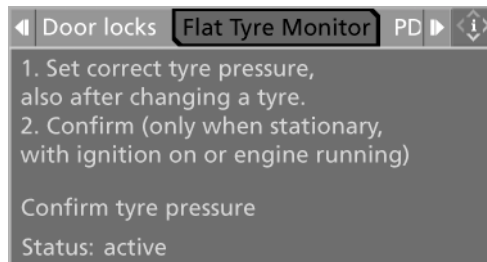 Door locks Flat Tyre Monitor PD i
1. Set correct tyre pressure,
also after changing a tyre.
2. Confirm (only when stationary,
with ignition on or engine running)
Confirm tyre pressure
Status: active